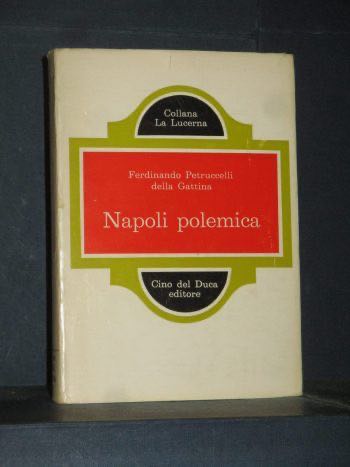 Collana
La Lucerna
Ferdinando Petruccelli
della Gattina
Napoli polemica
Cino del Duca
editore